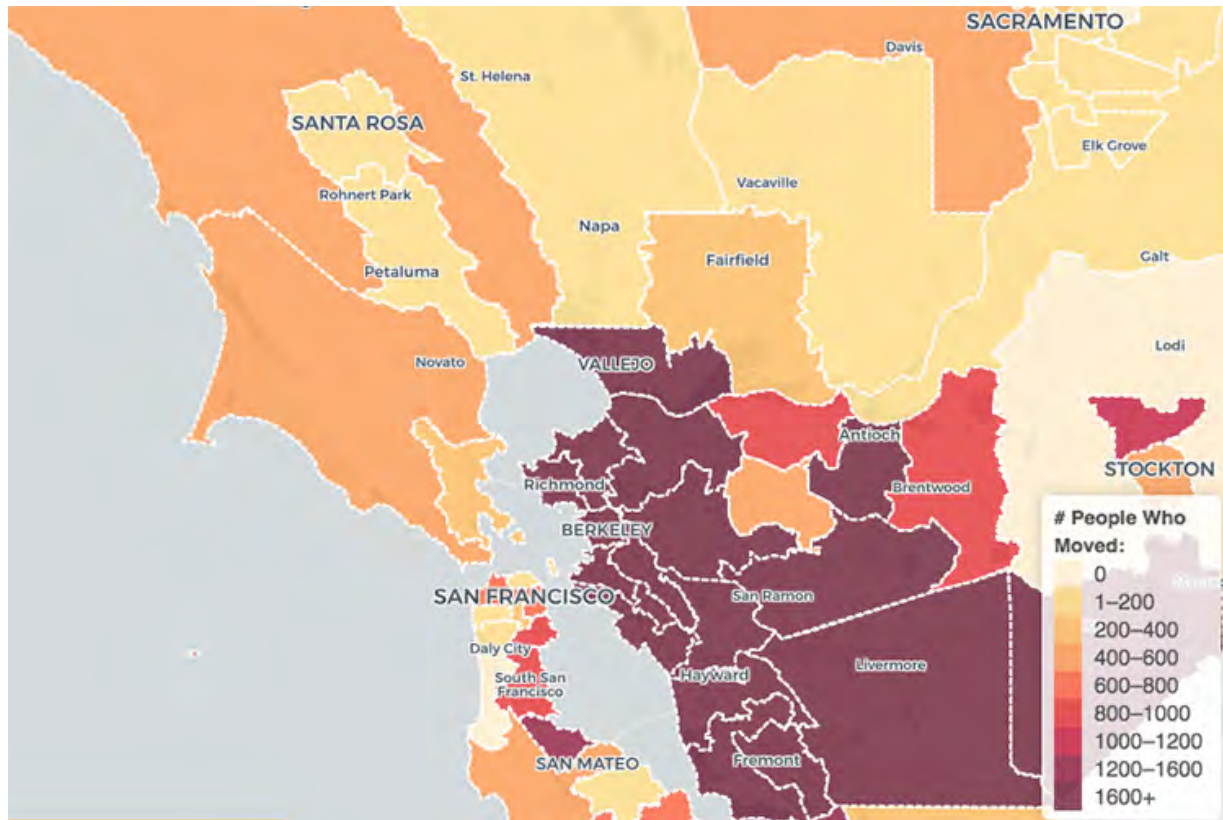 SACRAMENTO
Davis
St. Helena
SANTA ROSA
Elk Grove
Vacaville
Rohnert Park
Napa
Fairfield
Galt
Petaluma
Lodi
Novato
VALLEJO
Antioch
STOCKTON
Richmond
Brentwood
BERKELEY
SAN FRANCISCO
San Ramon
Daly City
Livermore
Hayward
South San
Francisco
SAN MATEO
Fremont
# People Who
Moved:
0
1–200
200–400
400–600
600–800
800–1000
1000–1200
1200–1600
1600+